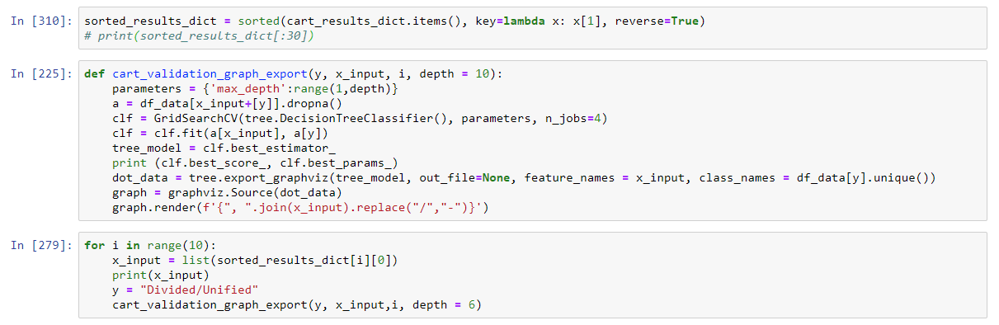 In [310]: sorted_results_dict = sorted(cart_results_dict.items(), key=lambda x: x[1], reverse=True)
# print(sorted_results_dict[:30])
In [225]: def cart_validation_graph_export(y, x_input, i, depth = 10):
    parameters = {'max_depth':range(1,depth)}
    a = df_data[x_input+[y]].dropna()
    clf = GridSearchCV(tree.DecisionTreeClassifier(), parameters, n_jobs=4)
    clf = clf.fit(a[x_input], a[y])
    tree_model = clf.best_estimator_
    print (clf.best_score_, clf.best_params_)
    dot_data = tree.export_graphviz(tree_model, out_file=None, feature_names = x_input, class_names = df_data[y].unique())
    graph = graphviz.Source(dot_data)
    graph.render(f'{", ".join(x_input).replace("/","-")}')
In [279]: for i in range(10):
    x_input = list(sorted_results_dict[i][0])
    print(x_input)
    y = "Divided/Unified"
    cart_validation_graph_export(y, x_input,i, depth = 6)